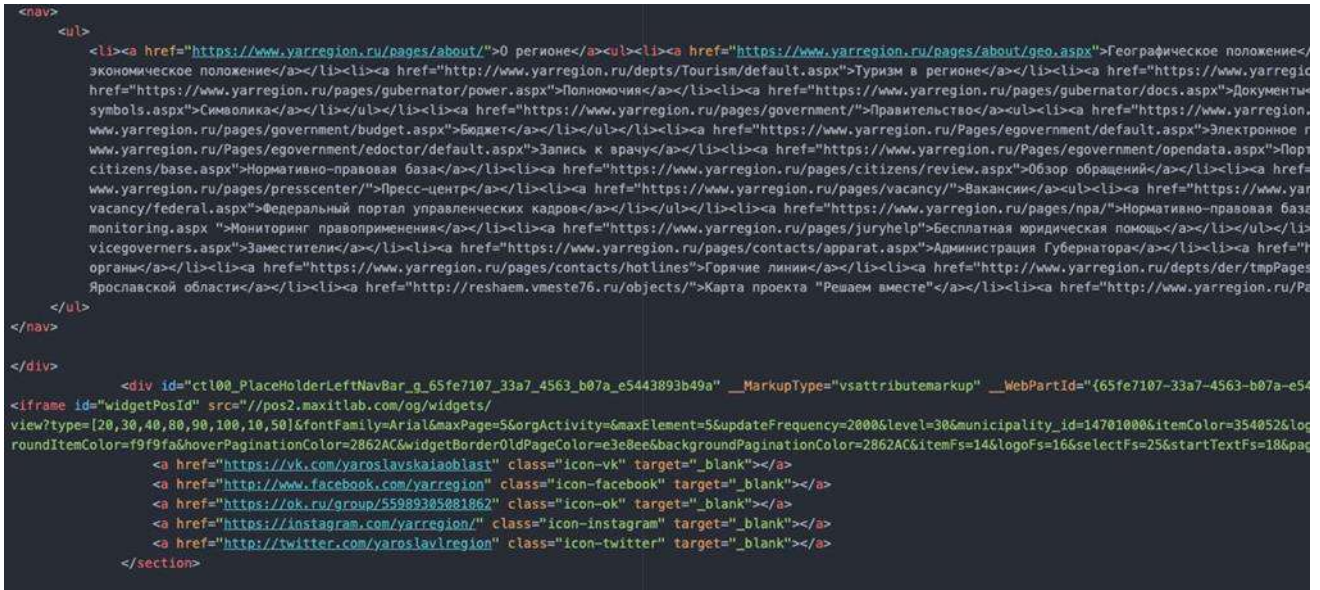 <nav>
<ul>
<li><a href="https://www.yarregion.ru/pages/about/">О регионе</a><ul><li><a href="https://www.yarregion.ru/pages/about/geo.aspx">Географическое положение</
экономическое положение</a></li><li><a href="http://www.yarregion.ru/depts/Tourism/default.aspx">Туризм в регионе</a></li><li><a href="https://www.yarregio
href="https://www.yarregion.ru/pages/gubernator/power.aspx">Полномочия</a></li><li><a href="https://www.yarregion.ru/pages/gubernator/docs.aspx">Документы<
symbols.aspx">Символика</a></li></ul></li><li><a href="https://www.yarregion.ru/pages/government/">Правительство</a><ul><li><a href="https://www.yarregion.
www.yarregion.ru/pages/government/budget.aspx">Бюджет</a></li></ul></li><li><a href="https://www.yarregion.ru/Pages/egovernment/default.aspx">Электронное п
www.yarregion.ru/Pages/egovernment/edoctor/default.aspx">Запись к врачу</a></li><li><a href="https://www.yarregion.ru/Pages/egovernment/opendata.aspx">Порт
citizens/base.aspx">Нормативно-правовая база</a></li><li><a href="https://www.yarregion.ru/pages/citizens/review.aspx">Обзор обращений</a></li><li><a href=
www.yarregion.ru/pages/presscenter/">Пресс-центр</a></li><li><a href="https://www.yarregion.ru/pages/vacancy/">Вакансии</a><ul><li><a href="https://www.yar
vacancy/federal.aspx">Федеральный портал управленческих кадров</a></li></ul></li><li><a href="https://www.yarregion.ru/pages/npa/">Нормативно-правовая база
monitoring.aspx ">Мониторинг правоприменения</a></li><li><a href="https://www.yarregion.ru/pages/juryhelp">Бесплатная юридическая помощь</a></li></ul></li>
vicegoverners.aspx">Заместители</a></li><li><a href="https://www.yarregion.ru/pages/contacts/apparat.aspx">Администрация Губернатора</a></li><li><a href="h
органы</a></li><li><a href="https://www.yarregion.ru/pages/contacts/hotlines">Горячие линии</a></li><li><a href="http://www.yarregion.ru/depts/der/tmpPages
Ярославской области</a></li><li><a href="http://reshaem.vmeste76.ru/objects/">Карта проекта "Решаем вместе"</a></li><li><a href="http://www.yarregion.ru/Pa
</ul>
</nav>
</div>
<div id="ctl00_PlaceHolderLeftNavBar_g_65fe7107_33a7_4563_b07a_e5443893b49a" __MarkupType="vsattributemarkup" __WebPartId="{65fe7107-33a7-4563-b07a-e54
<iframe id="widgetPosId" src="//pos2.maxitlab.com/og/widgets/
view?type=[20,30,40,80,90,100,10,50]&fontFamily=Arial&maxPage=5&orgActivity=&maxElement=5&updateFrequency=2000&level=30&municipality_id=14701000&itemColor=354052&log
roundItemColor=f9f9fa&hoverPaginationColor=2862AC&widgetBorderOldPageColor=e3e8ee&backgroundPaginationColor=2862AC&itemFs=14&logoFs=16&selectFs=25&startTextFs=18&pag
<a href="https://vk.com/yaroslavskaiaoblast" class="icon-vk" target="_blank"></a>
<a href="http://www.facebook.com/yarregion" class="icon-facebook" target="_blank"></a>
<a href="https://ok.ru/group/55989305081862" class="icon-ok" target="_blank"></a>
<a href="https://instagram.com/yarregion/" class="icon-instagram" target="_blank"></a>
<a href="http://twitter.com/yaroslavlregion" class="icon-twitter" target="_blank"></a>
</section>